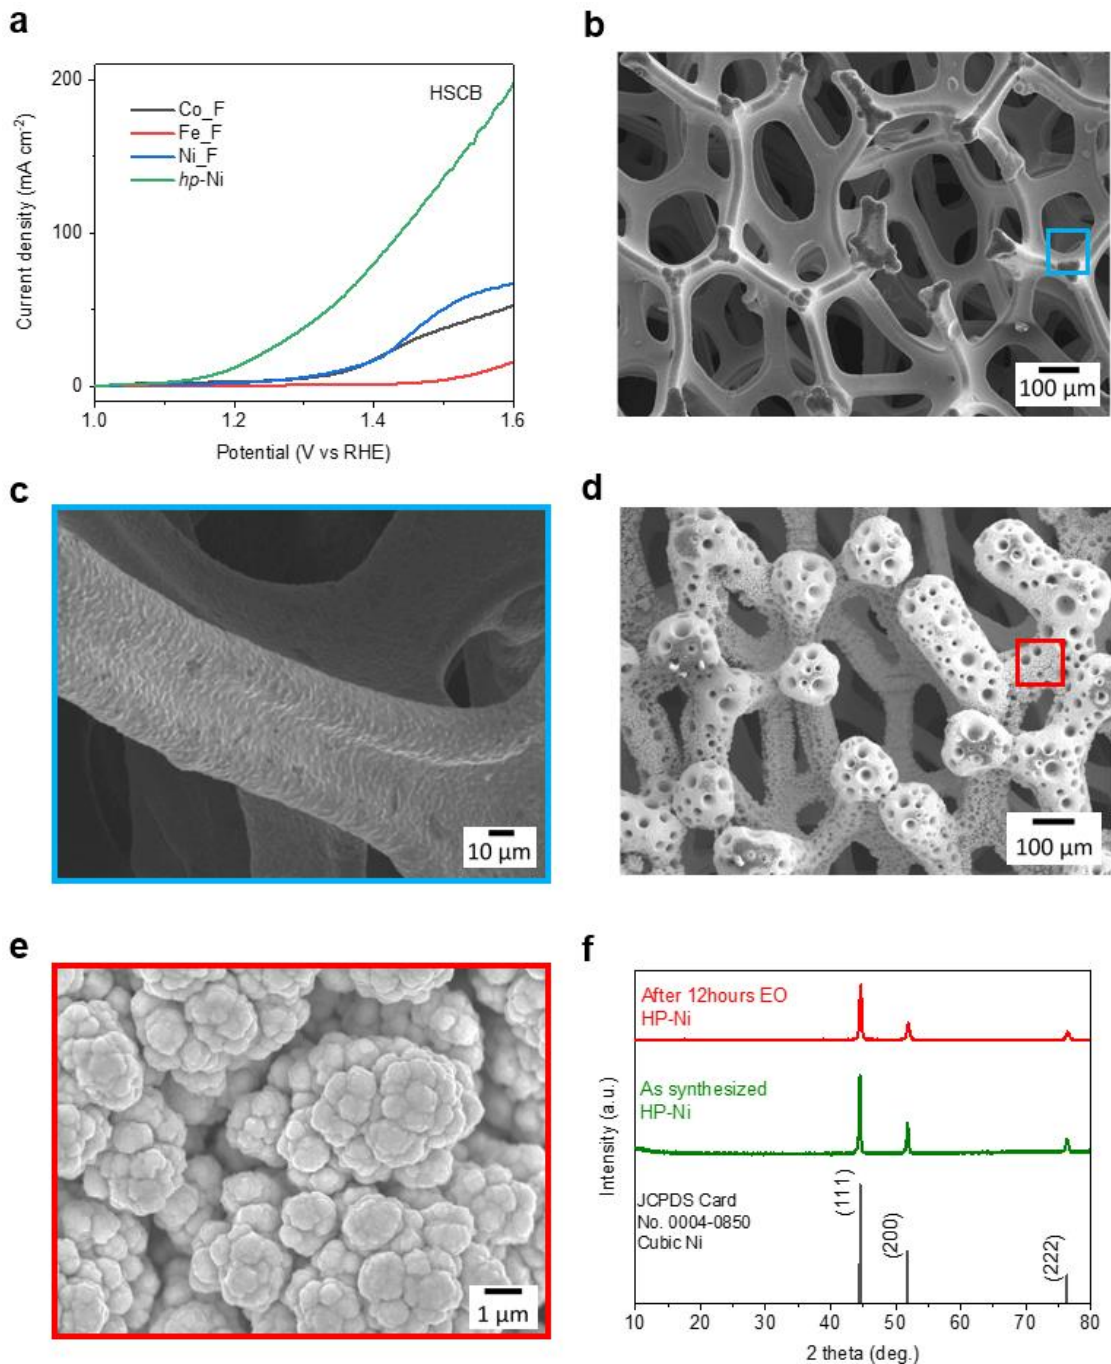 a
200
100
0
Current density (mA cm⁻²)
HSCB
Co_F
Fe_F
Ni_F
hp-Ni
1.0 1.2 1.4 1.6
Potential (V vs RHE)
b
100 µm
c
10 µm
d
100 µm
e
1 µm
f
After 12hours EO
HP-Ni
As synthesized
HP-Ni
Intensity (a.u.)
JCPDS Card
No. 0004-0850
Cubic Ni
(111)
(200)
(222)
10 20 30 40 50 60 70 80
2 theta (deg.)